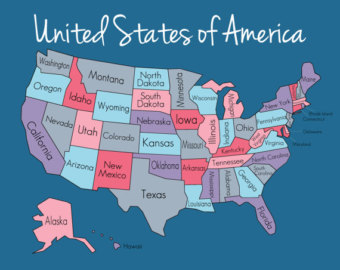 United States of America
Washington
Montana
North
Dakota
Minnesota
Maine
Oregon
Idaho
South
Dakota
Wisconsin
Michigan
New York
Wyoming
Nebraska
Iowa
Illinois
Indiana
Ohio
Pennsylvania
Rhode Island
Connecticut
Nevada
Utah
Colorado
Kansas
Missouri
Kentucky
Virginia
Delaware
Maryland
California
Arizona
New
Mexico
Oklahoma
Arkansas
Tennessee
North Carolina
South
Carolina
Texas
Louisiana
Mississippi
Alabama
Georgia
Florida
Alaska
Hawaii